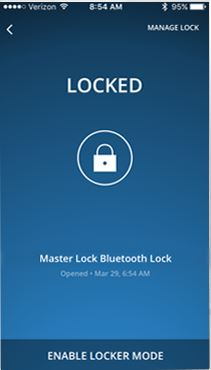 Verizon 8:54 AM 95%
MANAGE LOCK
LOCKED
Master Lock Bluetooth Lock
Opened • Mar 29, 6:54 AM
ENABLE LOCKER MODE